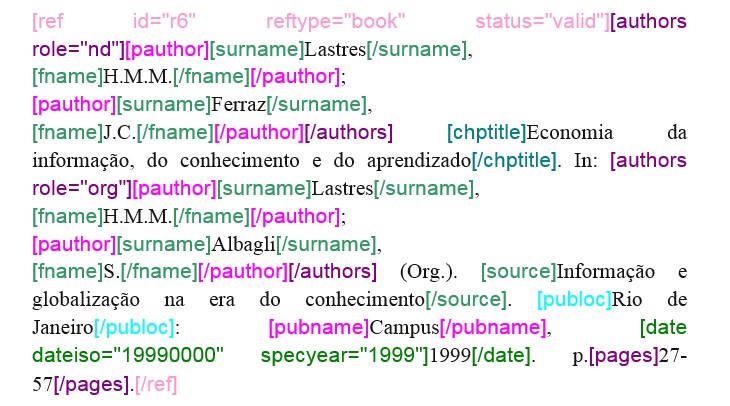 [ref id="r6" reftype="book" status="valid"][authors
role="nd"][pauthor][surname]Lastres[/surname],
[fname]H.M.M.[/fname][/pauthor];
[pauthor][surname]Ferraz[/surname],
[fname]J.C.[/fname][/pauthor][/authors] [chptitle]Economia da
informação, do conhecimento e do aprendizado[/chptitle]. In: [authors
role="org"][pauthor][surname]Lastres[/surname],
[fname]H.M.M.[/fname][/pauthor];
[pauthor][surname]Albagli[/surname],
[fname]S.[/fname][/pauthor][/authors] (Org.). [source]Informação e
globalização na era do conhecimento[/source]. [publoc]Rio de
Janeiro[/publoc]: [pubname]Campus[/pubname], [date
dateiso="19990000" specyear="1999"]1999[/date]. p.[pages]27-
57[/pages].[/ref]